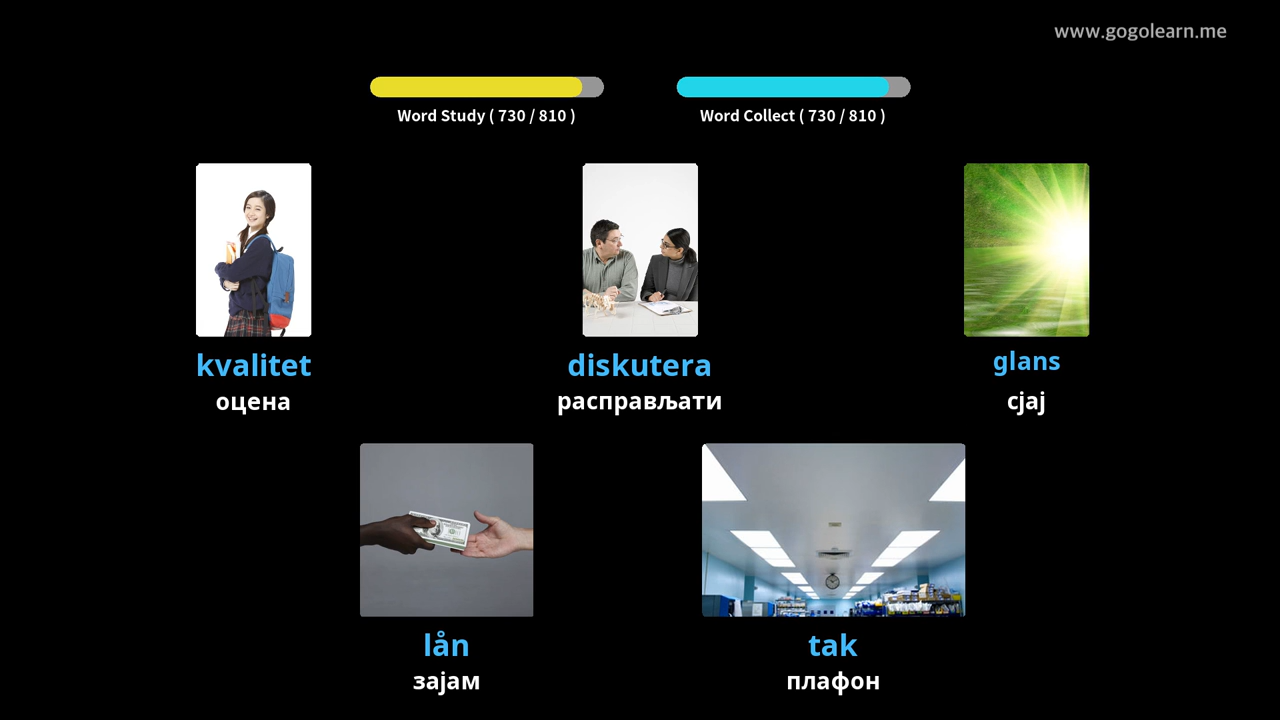 www.gogolearn.me
Word Study ( 730 / 810 )
Word Collect ( 730 / 810 )
kvalitet
оцена
diskutera
расправљати
glans
сјај
lån
зајам
tak
плафон